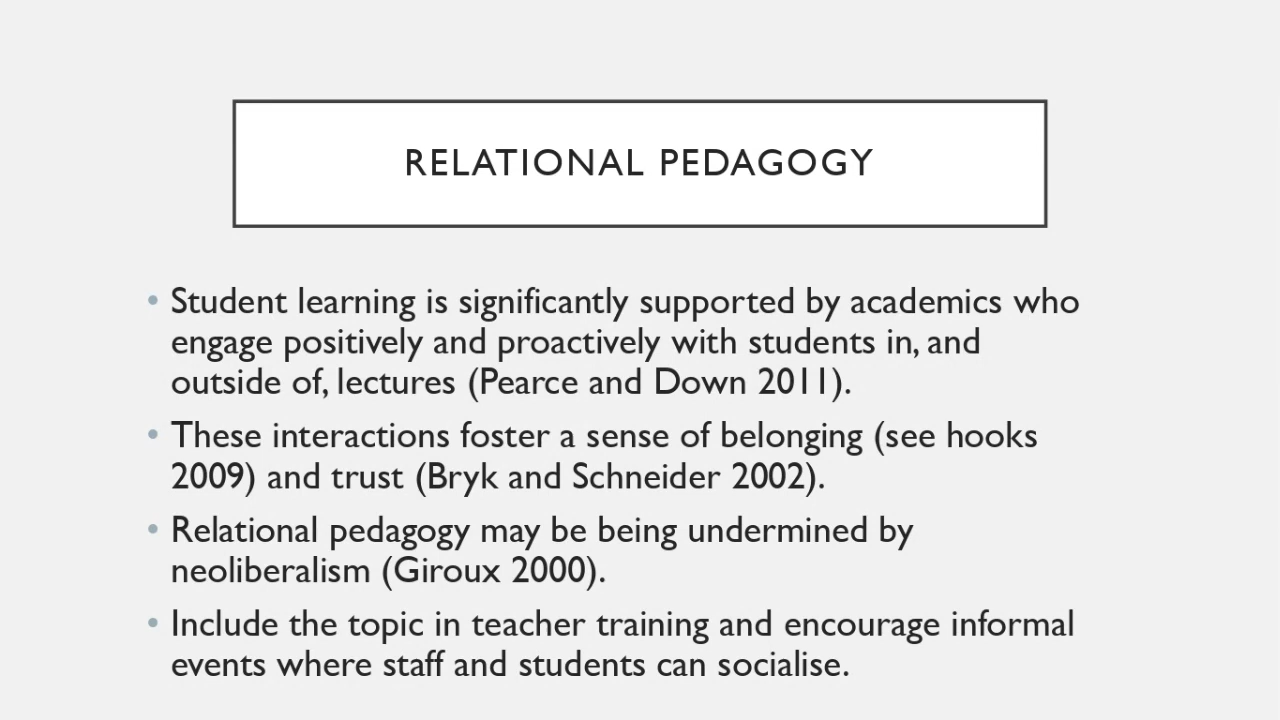 RELATIONAL PEDAGOGY
• Student learning is significantly supported by academics who
engage positively and proactively with students in, and
outside of, lectures (Pearce and Down 2011).
• These interactions foster a sense of belonging (see hooks
2009) and trust (Bryk and Schneider 2002).
• Relational pedagogy may be being undermined by
neoliberalism (Giroux 2000).
• Include the topic in teacher training and encourage informal
events where staff and students can socialise.